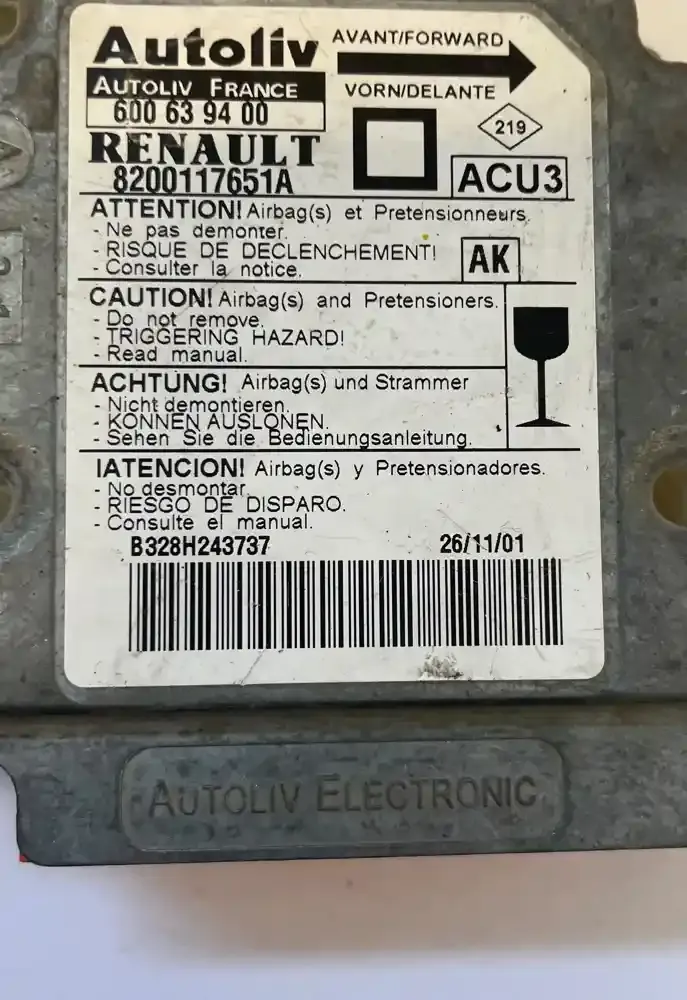 Autoliv
AVANT/FORWARD
AUTOLIV FRANCE
VORN/DELANTE
600 63 94 00
219
RENAULT
8200117651A
ACU3
ATTENTION! Airbag(s) et Pretensionneurs.
- Ne pas demonter.
- RISQUE DE DECLENCHEMENT!
- Consulter la notice.
AK
CAUTION! Airbag(s) and Pretensioners.
- Do not remove.
- TRIGGERING HAZARD!
- Read manual.
ACHTUNG! Airbag(s) und Strammer
- Nicht demontieren.
- KONNEN AUSLONEN.
- Sehen Sie die Bedienungsanleitung.
IATENCION! Airbag(s) y Pretensionadores.
- No desmontar.
- RIESGO DE DISPARO.
- Consulte el manual.
B328H243737 26/11/01
AUTOLIV ELECTRONIC